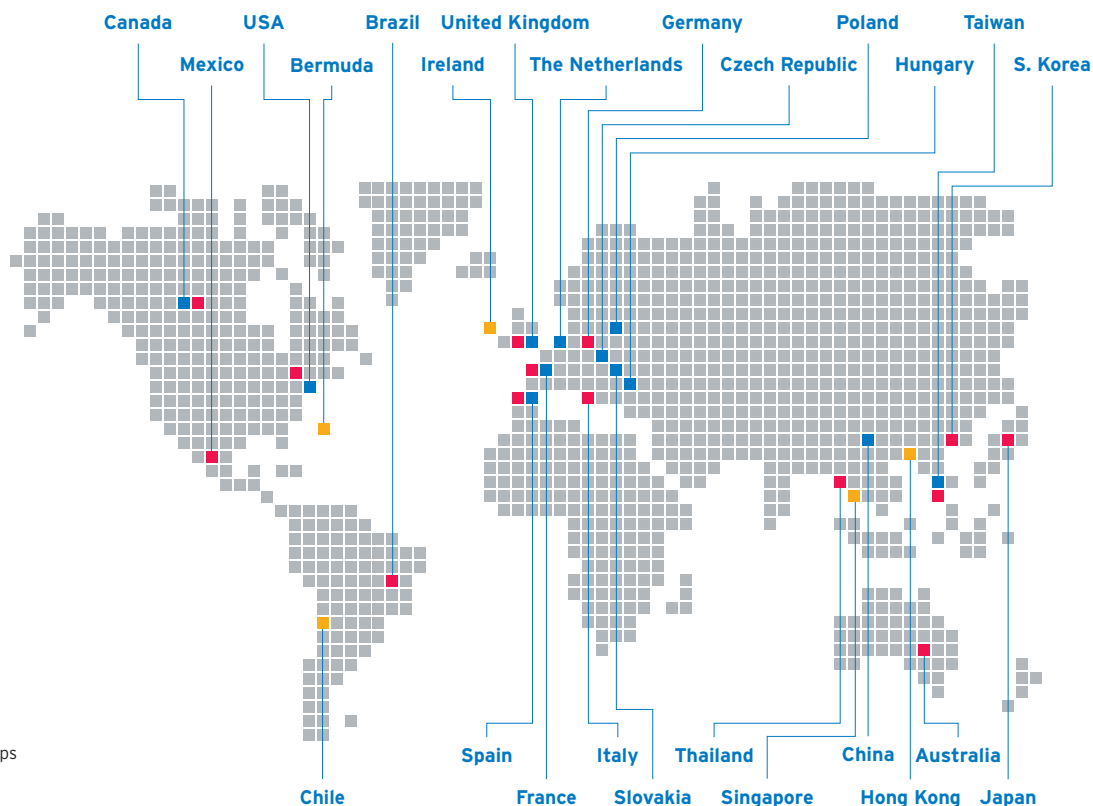 Canada USA Brazil United Kingdom Germany Poland Taiwan
Mexico Bermuda Ireland The Netherlands Czech Republic Hungary S. Korea
ps
Spain Italy Thailand China Australia
Chile France Slovakia Singapore Hong Kong Japan